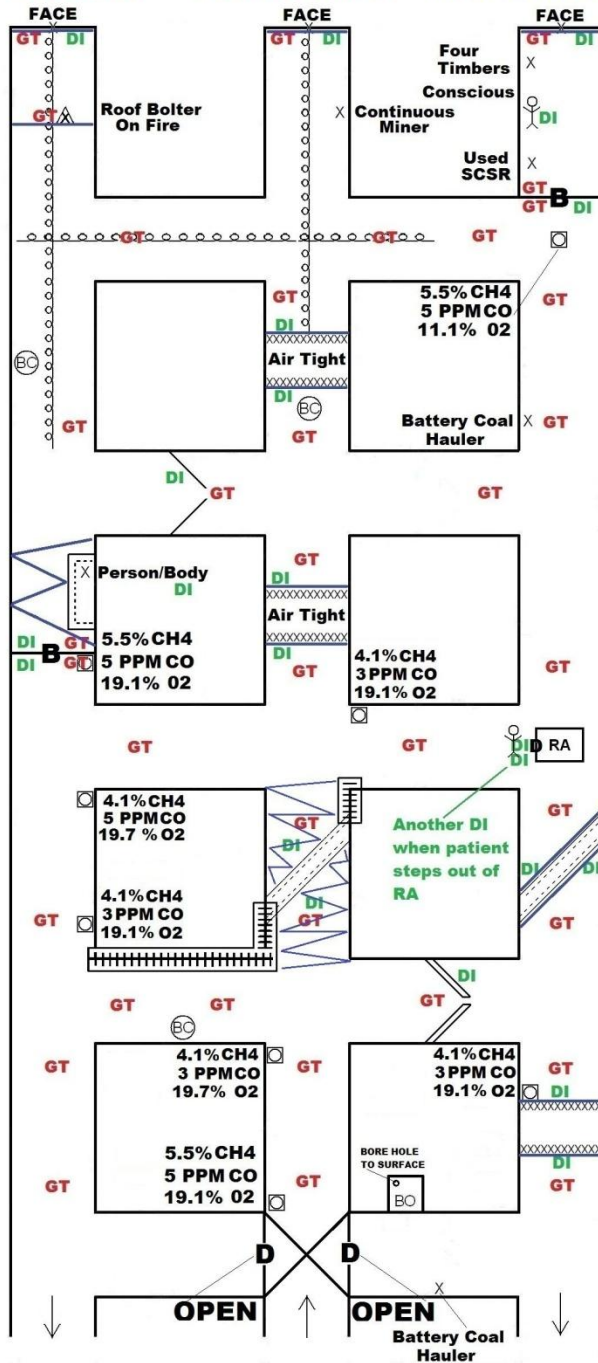 FACE
FACE
GT DI
GT DI
GT DI
Four
Timbers
X
GT X
Roof Bolter
On Fire
X Continuous
Miner
Conscious
DI
Used
SCSR
X
GT
GT B DI
GT
GT
GT
GT
5.5% CH4
5 PPM CO
11.1% O2
GT
DI
Air Tight
DI
BC
BC
GT
GT
Battery Coal
Hauler
X GT
DI
GT
GT
X Person/Body
DI
GT
DI
Air Tight
DI
GT
DI B GT
DI GT
5.5% CH4
5 PPM CO
19.1% O2
4.1% CH4
3 PPM CO
19.1% O2
GT
GT
GT
DI D RA
DI
4.1% CH4
5 PPM CO
19.7 % O2
GT
DI
Another DI
when patient
steps out of
RA
DI
DI
4.1% CH4
3 PPM CO
19.1% O2
GT
DI
GT
GT
DI
GT
GT
GT
BC
4.1% CH4
3 PPM CO
19.7% O2
GT
4.1% CH4
3 PPM CO
19.1% O2
GT
DI
5.5% CH4
5 PPM CO
19.1% O2
GT
GT
BORE HOLE
TO SURFACE
BO
DI
GT
D
D
OPEN
OPEN
X
Battery Coal
Hauler